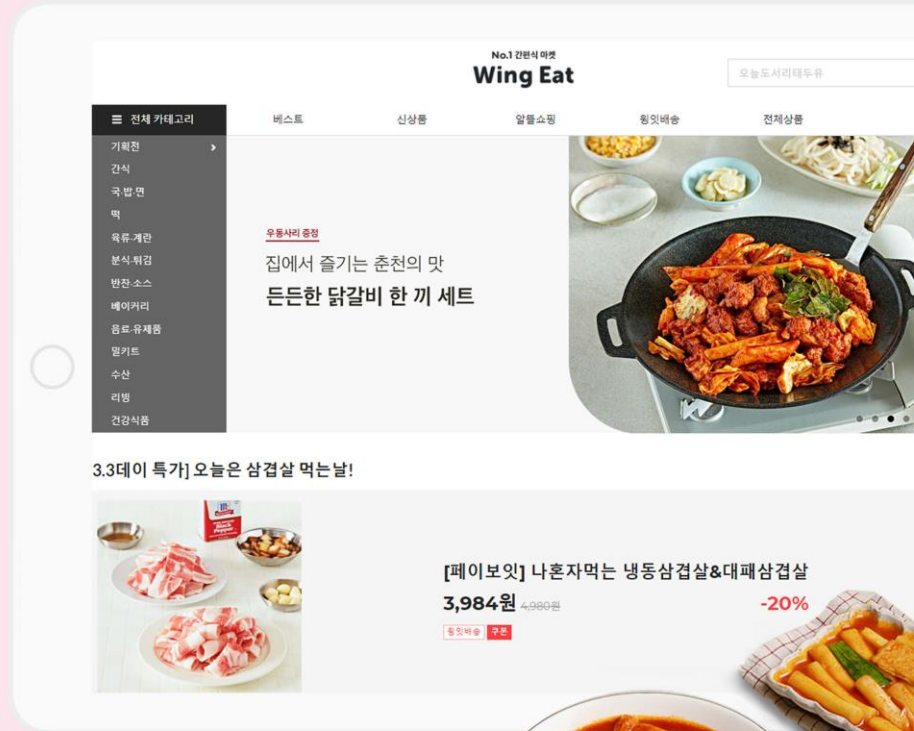 No.1 간편식 마켓
Wing Eat
오늘도서리태두유
전체 카테고리
베스트
신상품
알뜰쇼핑
윙잇배송
전체상품
기획전
간식
국·밥·면
떡
육류·계란
분식·튀김
반찬·소스
베이커리
음료·유제품
밀키트
수산
리빙
건강식품
우동사리 증정
집에서 즐기는 춘천의 맛
든든한 닭갈비 한 끼 세트
3.3데이 특가] 오늘은 삼겹살 먹는날!
Black
Pepper
[페이보잇] 나혼자먹는 냉동삼겹살&대패삼겹살
3,984원 4,980원
-20%
윙잇배송 쿠폰